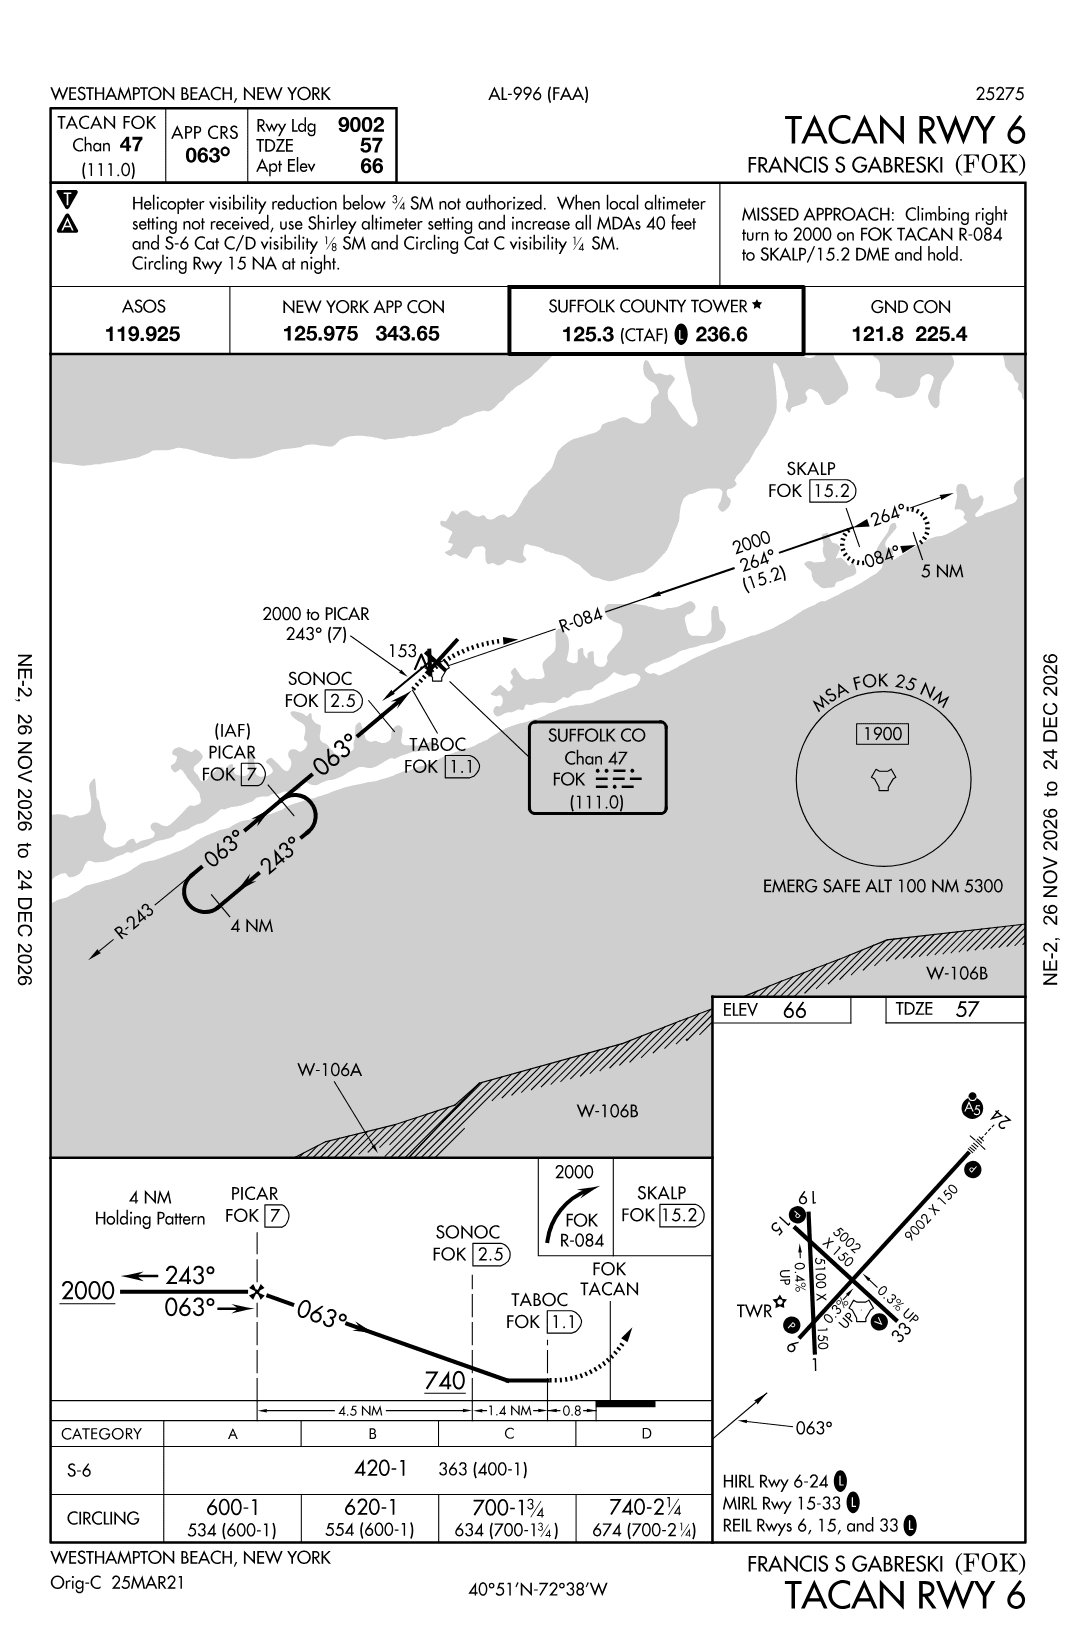 WESTHAMPTON BEACH, NEW YORK
AL-996 (FAA)
25275
TACAN FOK
Chan 47
(111.0)
APP CRS
063°
Rwy Ldg 9002
TDZE 57
Apt Elev 66
TACAN RWY 6
FRANCIS S GABRESKI (FOK)
T
A
Helicopter visibility reduction below ¾ SM not authorized. When local altimeter
setting not received, use Shirley altimeter setting and increase all MDAs 40 feet
and S-6 Cat C/D visibility ⅛ SM and Circling Cat C visibility ¼ SM.
Circling Rwy 15 NA at night.
MISSED APPROACH: Climbing right
turn to 2000 on FOK TACAN R-084
to SKALP/15.2 DME and hold.
ASOS
119.925
NEW YORK APP CON
125.975 343.65
SUFFOLK COUNTY TOWER ★
125.3 (CTAF) L 236.6
GND CON
121.8 225.4
SKALP
FOK 15.2
264°
084°
5 NM
2000
264°
(15.2)
R-084
2000 to PICAR
243° (7)
153
SONOC
FOK 2.5
(IAF)
PICAR
FOK 7
063°
TABOC
FOK 1.1
SUFFOLK CO
Chan 47
FOK
(111.0)
MSA FOK 25 NM
1900
EMERG SAFE ALT 100 NM 5300
063°
243°
R-243
4 NM
W-106B
W-106A
W-106B
NE-2, 26 NOV 2026 to 24 DEC 2026
NE-2, 26 NOV 2026 to 24 DEC 2026
ELEV 66
TDZE 57
A5
24
P
9002 X 150
19
P
15
5002
X 150
0.4%
UP
5100 X 150
0.3%
UP
0.3% UP
TWR
P
6
V
33
1
063°
HIRL Rwy 6-24 L
MIRL Rwy 15-33 L
REIL Rwys 6, 15, and 33 L
4 NM
Holding Pattern
PICAR
FOK 7
2000
243°
063°
063°
SONOC
FOK 2.5
740
2000
FOK
R-084
SKALP
FOK 15.2
FOK
TACAN
TABOC
FOK 1.1
4.5 NM
1.4 NM
0.8
CATEGORY A B C D
S-6 420-1 363 (400-1)
CIRCLING
600-1
534 (600-1)
620-1
554 (600-1)
700-1¾
634 (700-1¾)
740-2¼
674 (700-2¼)
WESTHAMPTON BEACH, NEW YORK
Orig-C 25MAR21
40°51'N-72°38'W
FRANCIS S GABRESKI (FOK)
TACAN RWY 6